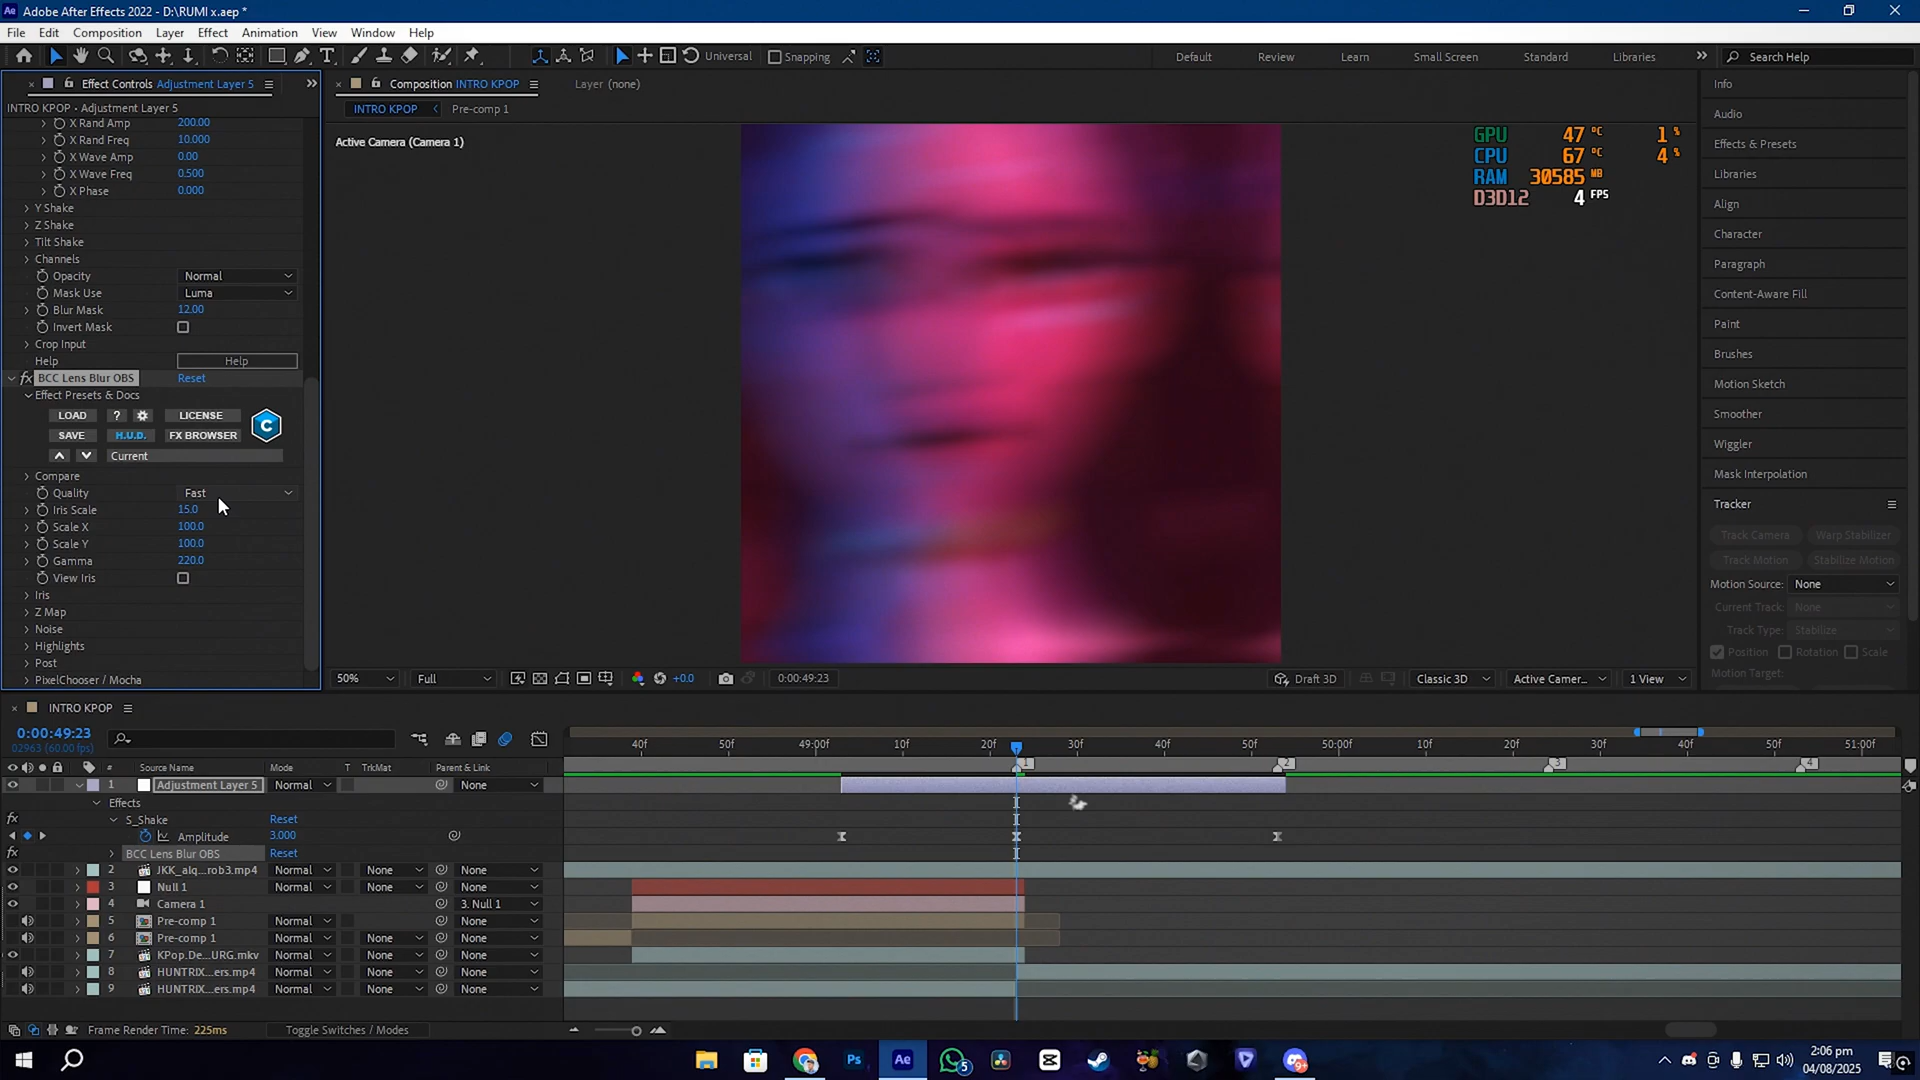 Adobe After Effects 2022 - D:\RUMI x.aep *
File Edit Composition Layer Effect Animation View Window Help
Universal Snapping Default Review Learn Small Screen Standard Libraries Search Help
Effect Controls Adjustment Layer 5
INTRO KPOP • Adjustment Layer 5
X Rand Amp 200.00
X Rand Freq 10.000
X Wave Amp 0.00
X Wave Freq 0.500
X Phase 0.000
Y Shake
Z Shake
Tilt Shake
Channels
Opacity Normal
Mask Use Luma
Blur Mask 12.00
Invert Mask
Crop Input
Help Help
fx BCC Lens Blur OBS Reset
Effect Presets & Docs
LOAD ? LICENSE
SAVE H.U.D. FX BROWSER
C
Current
Compare
Quality Fast
Iris Scale 15.0
Scale X 100.0
Scale Y 100.0
Gamma 220.0
View Iris
Iris
Z Map
Noise
Highlights
Post
PixelChooser / Mocha
Composition INTRO KPOP Layer (none)
INTRO KPOP Pre-comp 1
Active Camera (Camera 1)
GPU 47 °C 1 %
CPU 67 °C 4 %
RAM 30585 MB
D3D12 4 FPS
50% Full +0.0 0:00:49:23 Draft 3D Classic 3D Active Camer... 1 View
Info
Audio
Effects & Presets
Libraries
Align
Character
Paragraph
Content-Aware Fill
Paint
Brushes
Motion Sketch
Smoother
Wiggler
Mask Interpolation
Tracker
Track Camera Warp Stabilizer
Track Motion Stabilize Motion
Motion Source: None
Current Track: None
Track Type: Stabilize
Position Rotation Scale
Motion Target:
INTRO KPOP
0:00:49:23
02963 (60.00 fps)
40f 50f 49:00f 10f 20f 30f 40f 50f 50:00f 10f 20f 30f 40f 50f 51:00f
# Source Name Mode T TrkMat Parent & Link
1 2 3 4
1 Adjustment Layer 5 Normal None
Effects
fx S_Shake Reset
Amplitude 3.000
fx BCC Lens Blur OBS Reset
2 JKK_alq...rob3.mp4 Normal None None
3 Null 1 Normal None None
4 Camera 1 3. Null 1
5 Pre-comp 1 Normal None
6 Pre-comp 1 Normal None None
7 KPop.De...URG.mkv Normal None None
8 HUNTRIX...ers.mp4 Normal None None
9 HUNTRIX...ers.mp4 Normal None None
Frame Render Time: 225ms Toggle Switches / Modes
Ps Ae 5 9+
2:06 pm
04/08/2025